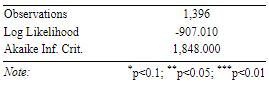 Observations 1,396
Log Likelihood -907.010
Akaike Inf. Crit. 1,848.000
Note: *p<0.1; **p<0.05; ***p<0.01